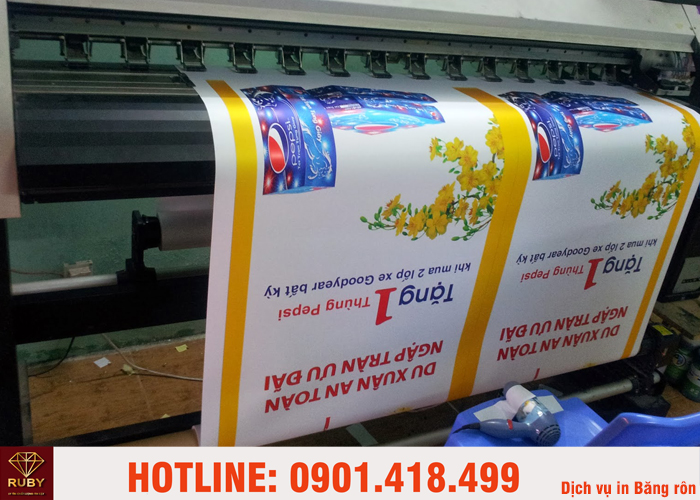 DU XUÂN AN TOÀN
NGẬP TRÀN ƯU ĐÃI
Tặng 1 Thùng Pepsi
khi mua 2 lốp xe Goodyear bất kỳ
pepsi
DU XUÂN AN TOÀN
NGẬP TRÀN ƯU ĐÃI
Tặng 1 Thùng Pepsi
khi mua 2 lốp xe Goodyear bất kỳ
pepsi
RUBY
HOTLINE: 0901.418.499
Dịch vụ in Băng rôn